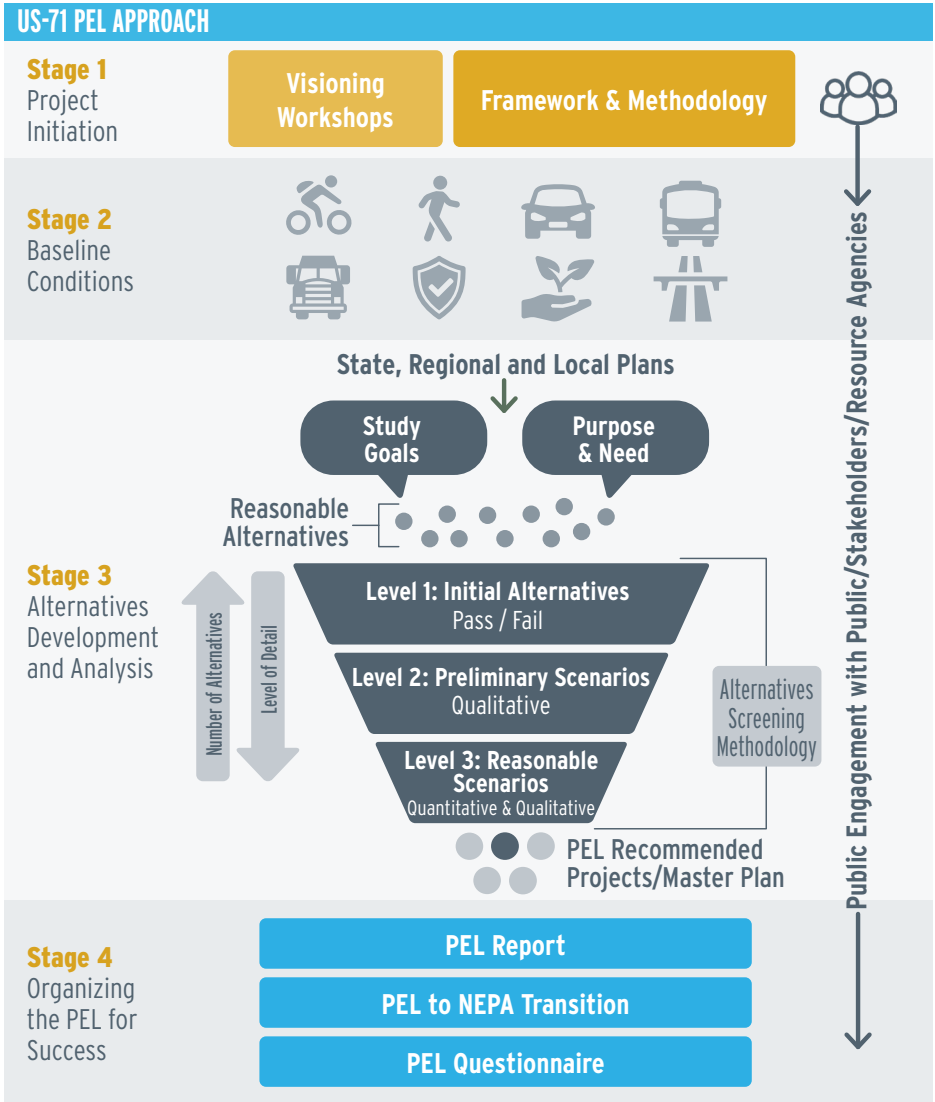 US-71 PEL APPROACH
Stage 1
Project
Initiation
Visioning
Workshops
Framework & Methodology
Stage 2
Baseline
Conditions
Public Engagement with Public/Stakeholders/Resource Agencies
State, Regional and Local Plans
Study
Goals
Purpose
& Need
Reasonable
Alternatives
Stage 3
Alternatives
Development
and Analysis
Number of Alternatives
Level of Detail
Level 1: Initial Alternatives
Pass / Fail
Level 2: Preliminary Scenarios
Qualitative
Level 3: Reasonable
Scenarios
Quantitative & Qualitative
Alternatives
Screening
Methodology
PEL Recommended
Projects/Master Plan
Stage 4
Organizing
the PEL for
Success
PEL Report
PEL to NEPA Transition
PEL Questionnaire